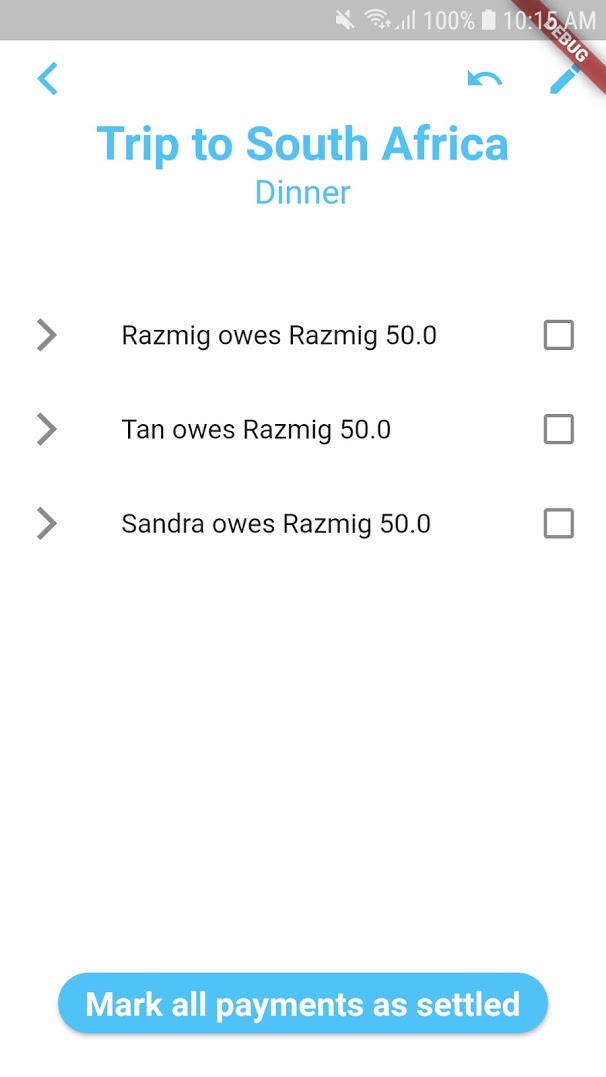 100% 10:15 AM
DEBUG
Trip to South Africa
Dinner
Razmig owes Razmig 50.0
Tan owes Razmig 50.0
Sandra owes Razmig 50.0
Mark all payments as settled